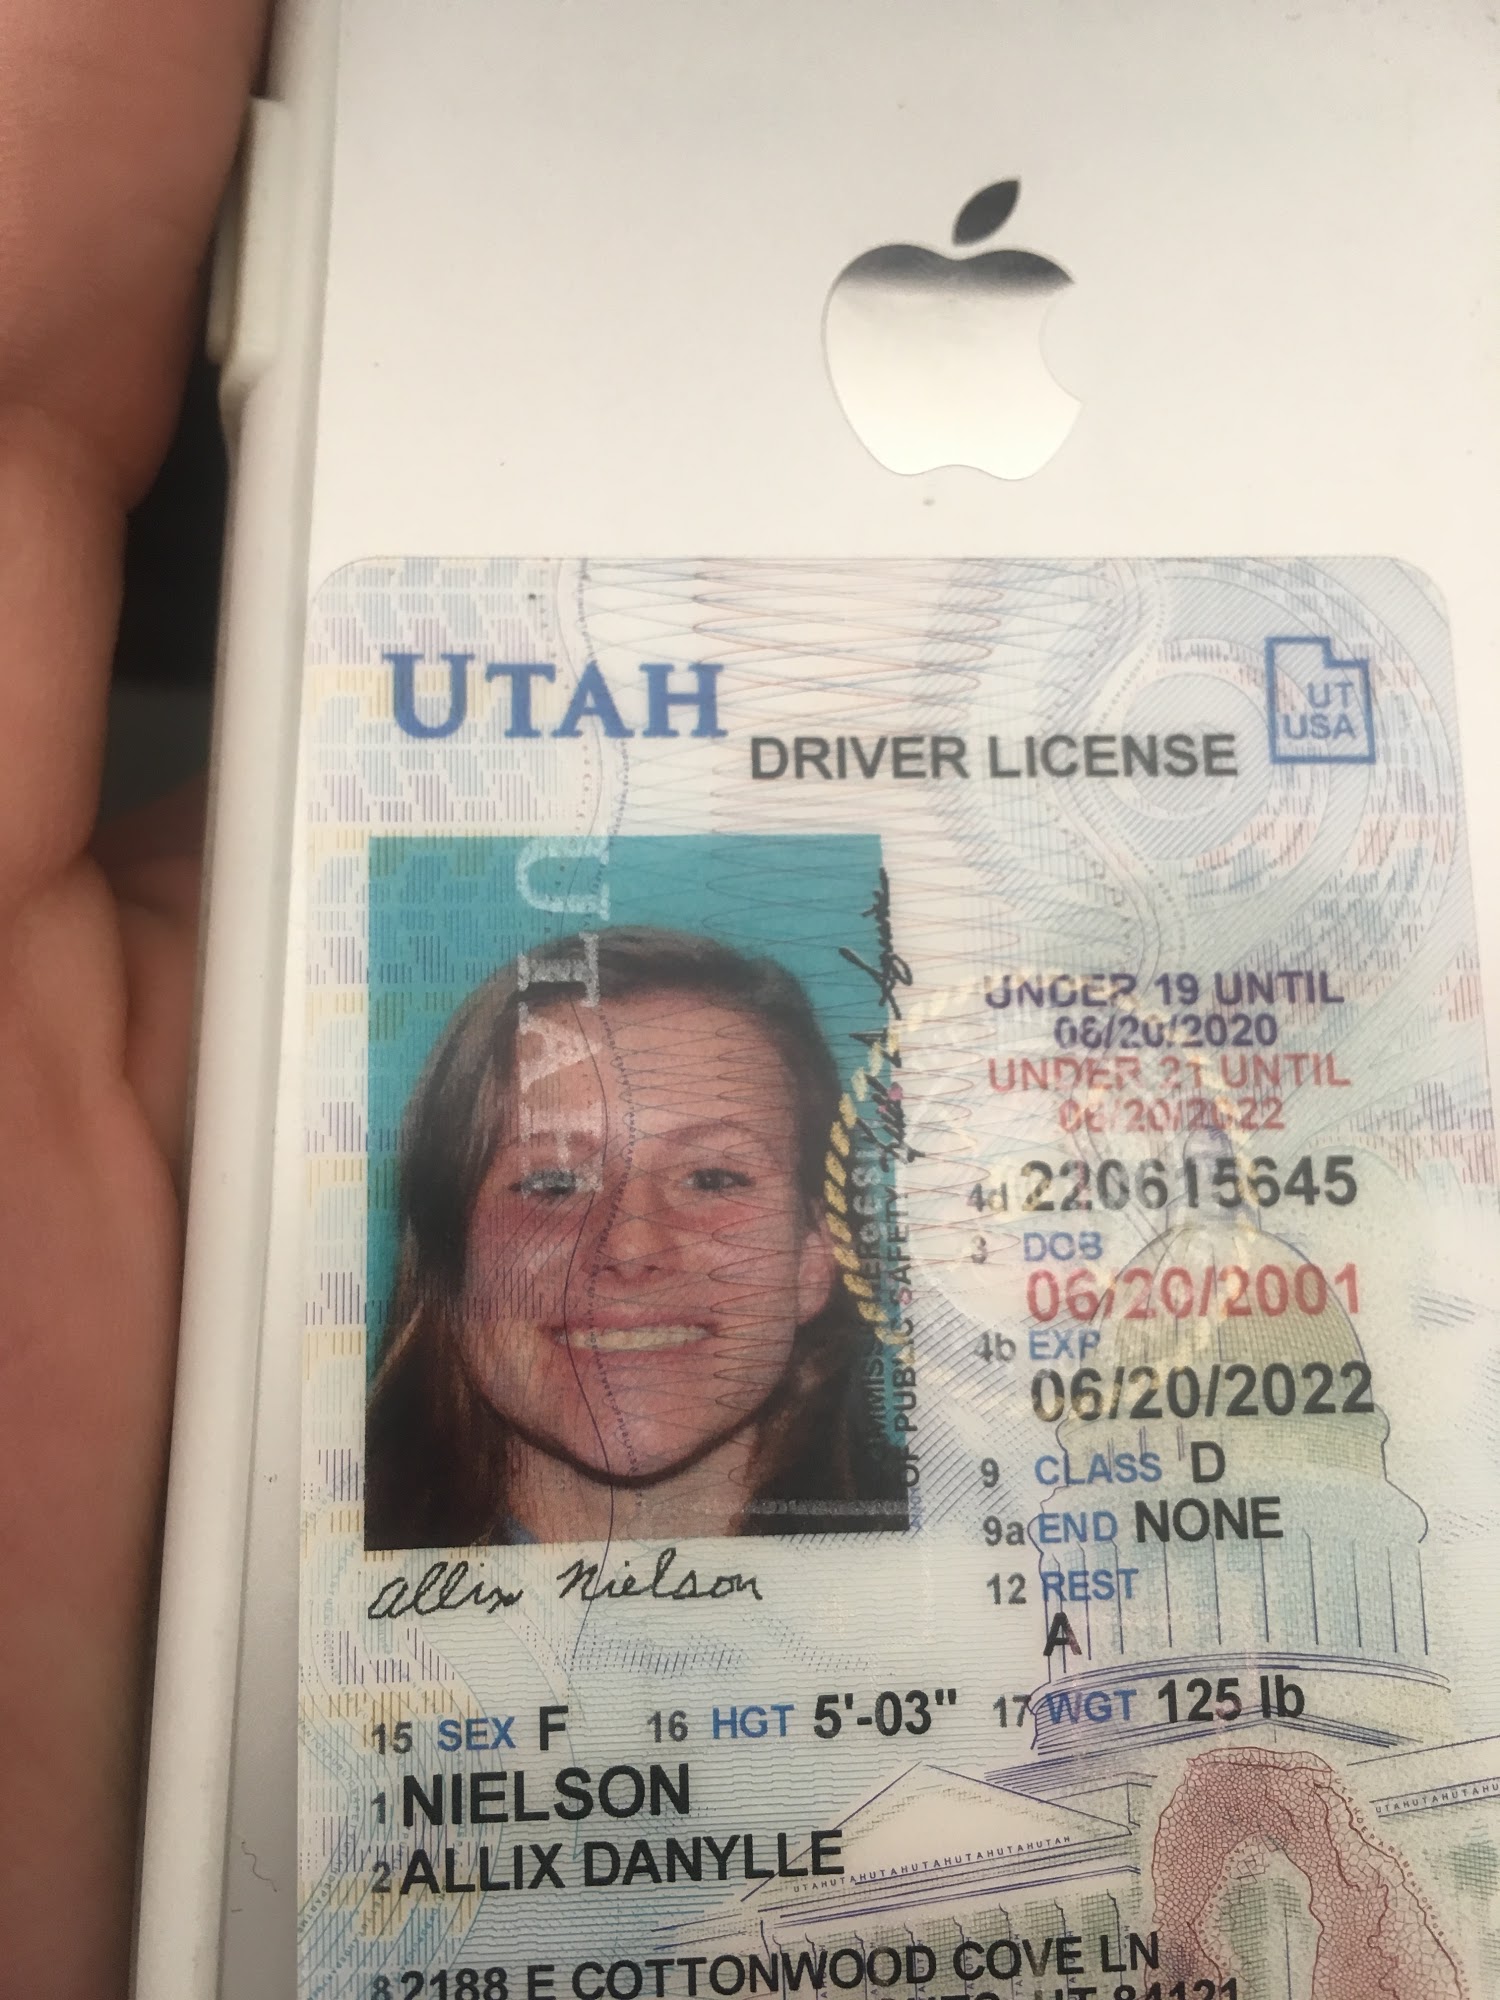 UTAH
DRIVER LICENSE
UT
USA
UTAH
UNDER 19 UNTIL
06/20/2020
UNDER 21 UNTIL
06/20/2022
4d 220615645
3 DOB
06/20/2001
4b EXP
06/20/2022
9 CLASS D
9a END NONE
12 REST
A
OF PUBLIC SAFETY
Allix Nielson
15 SEX F 16 HGT 5'-03" 17 WGT 125 lb
1 NIELSON
2 ALLIX DANYLLE
UTAHUTAHUTAHUTAHUTAHUTAH
8 2188 E COTTONWOOD COVE LN
UT 84121